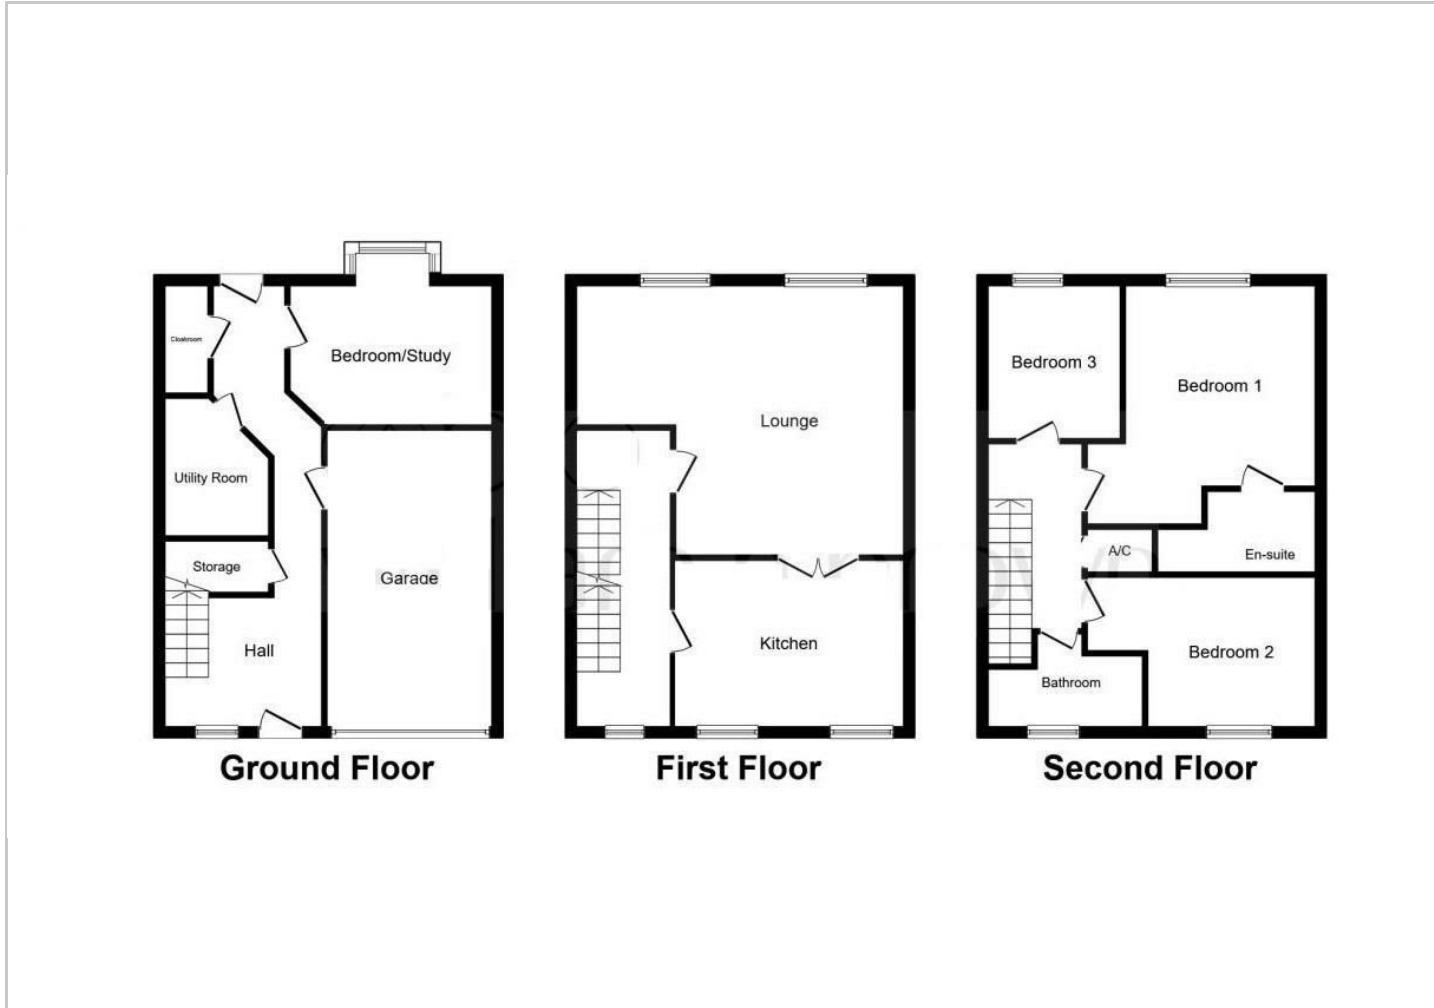 Cloakroom
Bedroom/Study
Utility Room
Storage
Garage
Hall
Ground Floor
Lounge
Kitchen
First Floor
Bedroom 3
Bedroom 1
A/C
En-suite
Bedroom 2
Bathroom
Second Floor